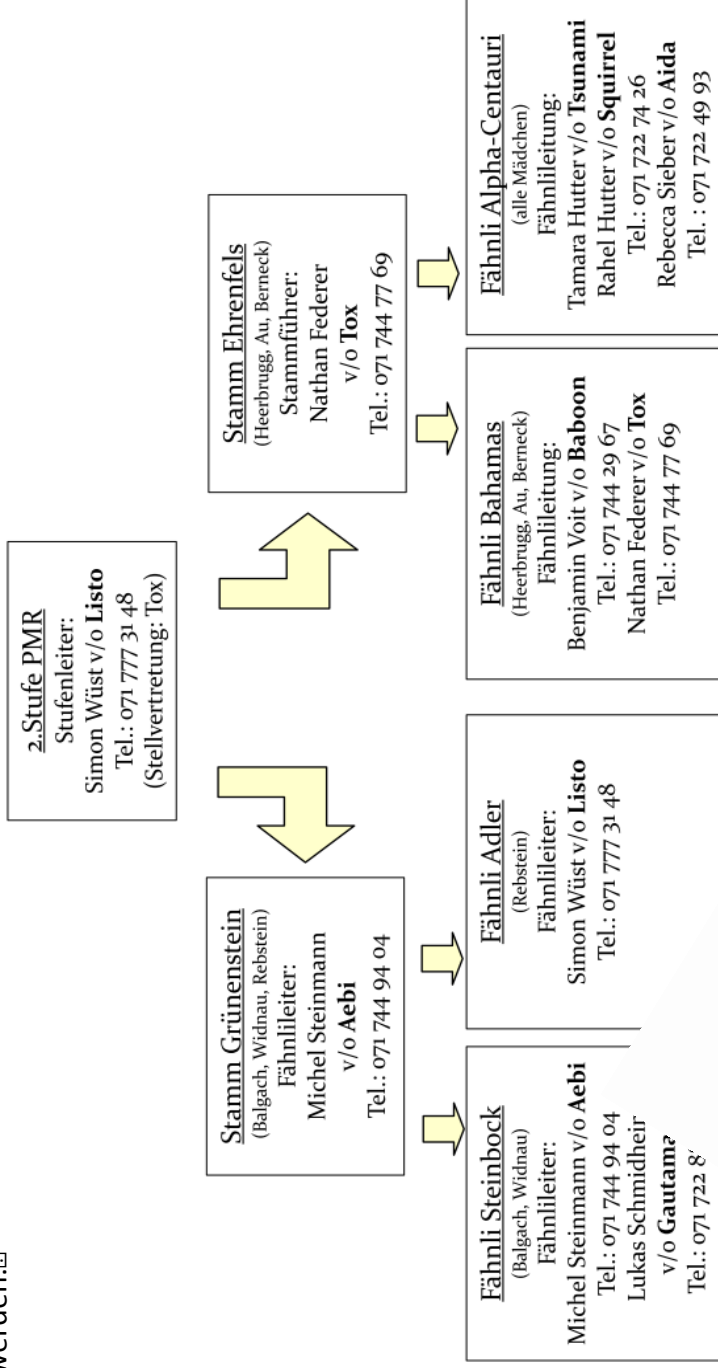 werden.
2.Stufe PMR
Stufenleiter:
Simon Wüst v/o Listo
Tel.: 071 777 31 48
(Stellvertretung: Tox)
Stamm Grünenstein
(Balgach, Widnau, Rebstein)
Fähnlileiter:
Michel Steinmann
v/o Aebi
Tel.: 071 744 94 04
Stamm Ehrenfels
(Heerbrugg, Au, Berneck)
Stammführer:
Nathan Federer
v/o Tox
Tel.: 071 744 77 69
Fähnli Steinbock
(Balgach, Widnau)
Fähnlileiter:
Michel Steinmann v/o Aebi
Tel.: 071 744 94 04
Lukas
v/o
Tel.: 071 722
Fähnli Adler
(Rebstein)
Fähnlileiter:
Simon Wüst v/o Listo
Tel.: 071 777 31 48
Fähnli Bahamas
(Heerbrugg, Au, Berneck)
Fähnlileitung:
Benjamin Voit v/o Baboon
Tel.: 071 744 29 67
Nathan Federer v/o Tox
Tel.: 071 744 77 69
Fähnli Alpha-Centauri
(alle Mädchen)
Fähnlileitung:
Tamara Hutter v/o Tsunami
Rahel Hutter v/o Squirrel
Tel.: 071 722 74 26
Rebecca Sieber v/o Aida
Tel. : 071 722 49 93